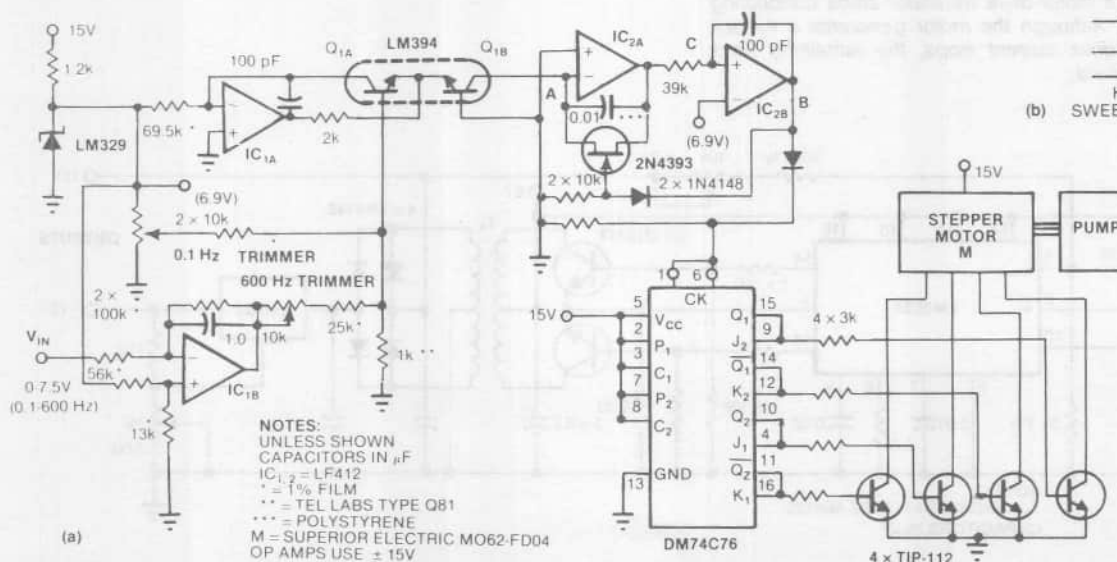 15V
1.2k
LM329
69.5k*
100 pF
IC1A
2k
Q1A
LM394
Q1B
A
IC2A
0.01
***
2N4393
2 × 10k
2 × 1N4148
C
39k
100 pF
IC2B
B
(6.9V)
(b)
SWEE
(6.9V)
2 × 10k
0.1 Hz
TRIMMER
600 Hz TRIMMER
2 ×
100k*
1.0
10k
25k*
1k **
VIN
0-7.5V
(0.1-600 Hz)
56k*
IC1B
13k*
15V
1
6
CK
5
VCC
2
P1
3
C1
7
P2
8
C2
GND
13
Q1
15
J2
9
Q1
14
K2
12
Q2
10
J1
4
Q2
11
K1
16
DM74C76
4 × 3k
15V
STEPPER
MOTOR
M
PUMP
4 × TIP-112
NOTES:
UNLESS SHOWN
CAPACITORS IN μF
IC1,2 = LF412
* = 1% FILM
** = TEL LABS TYPE Q81
*** = POLYSTYRENE
M = SUPERIOR ELECTRIC MO62-FD04
OP AMPS USE ± 15V
(a)